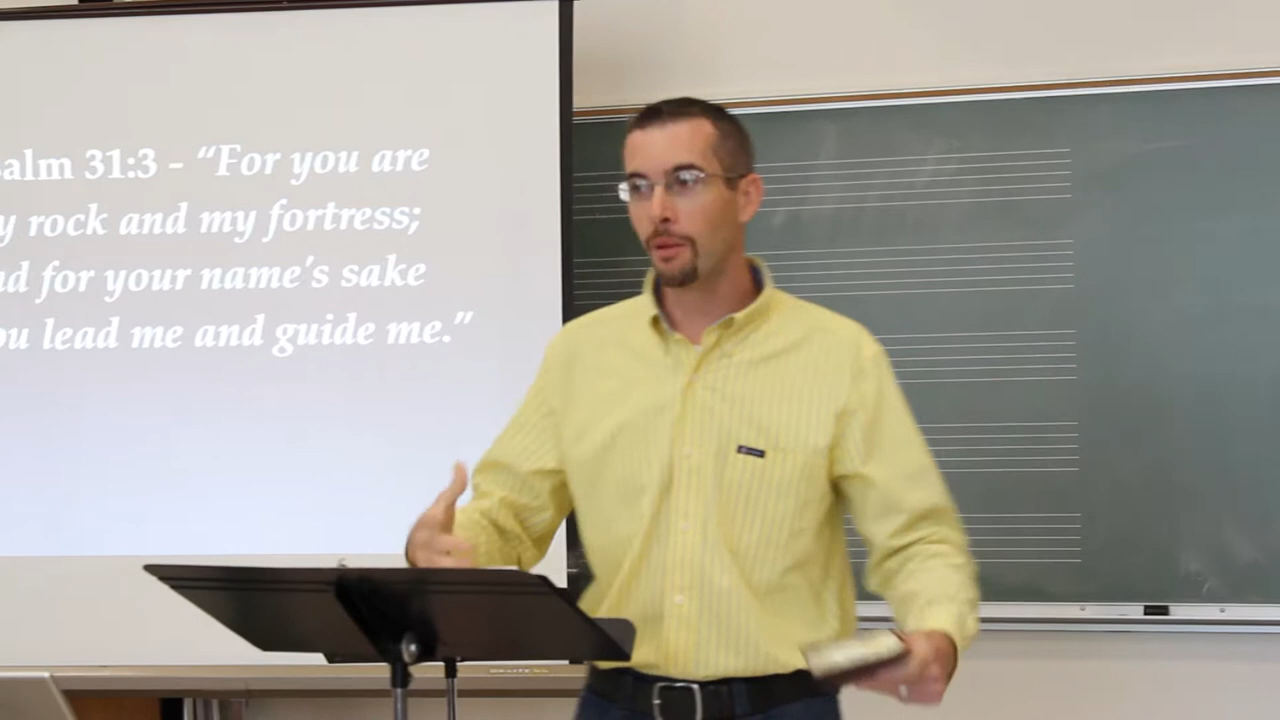 alm 31:3 - “For you are
y rock and my fortress;
d for your name's sake
ou lead me and guide me.”